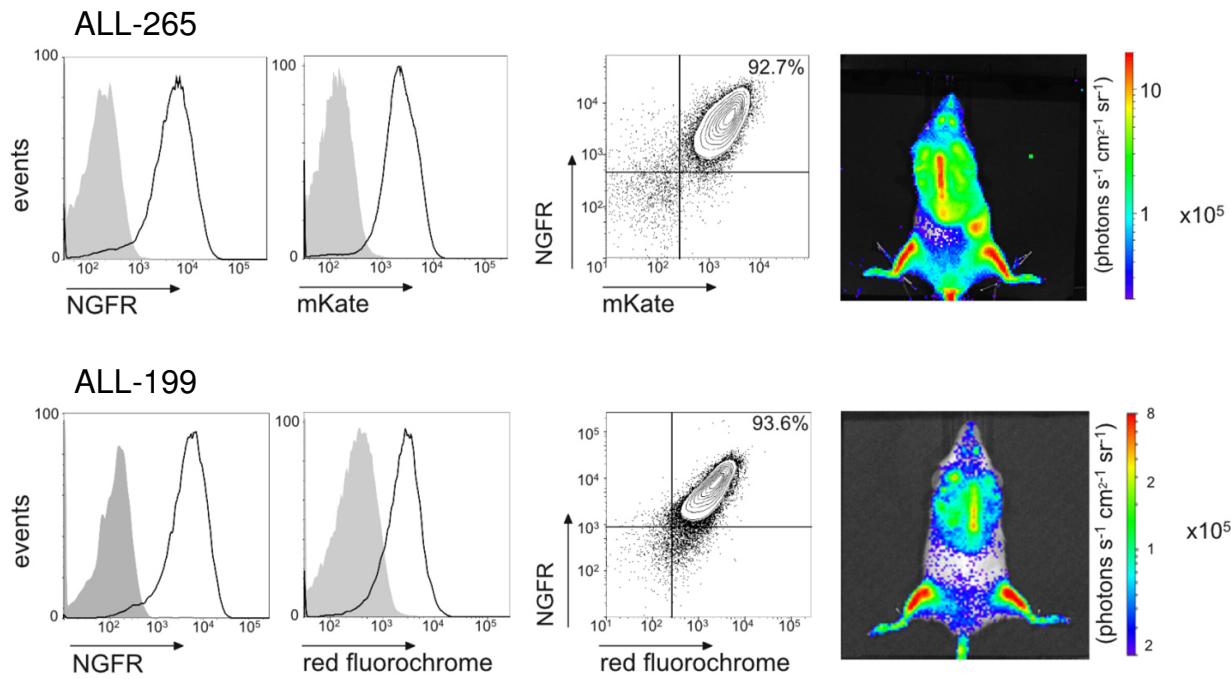 ALL-265
100
events
0
10² 10³ 10⁴ 10⁵
NGFR
100
0
10² 10³ 10⁴ 10⁵
mKate
92.7%
10⁴
10³
10²
NGFR
10¹ 10² 10³ 10⁴
mKate
10
1
(photons s⁻¹ cm²⁻¹ sr⁻¹)
x10⁵
ALL-199
100
events
0
10² 10³ 10⁴ 10⁵
NGFR
100
0
10² 10³ 10⁴ 10⁵
red fluorochrome
93.6%
10⁵
10⁴
10³
10²
NGFR
10¹ 10² 10³ 10⁴ 10⁵
red fluorochrome
8
2
1
2
(photons s⁻¹ cm²⁻¹ sr⁻¹)
x10⁵